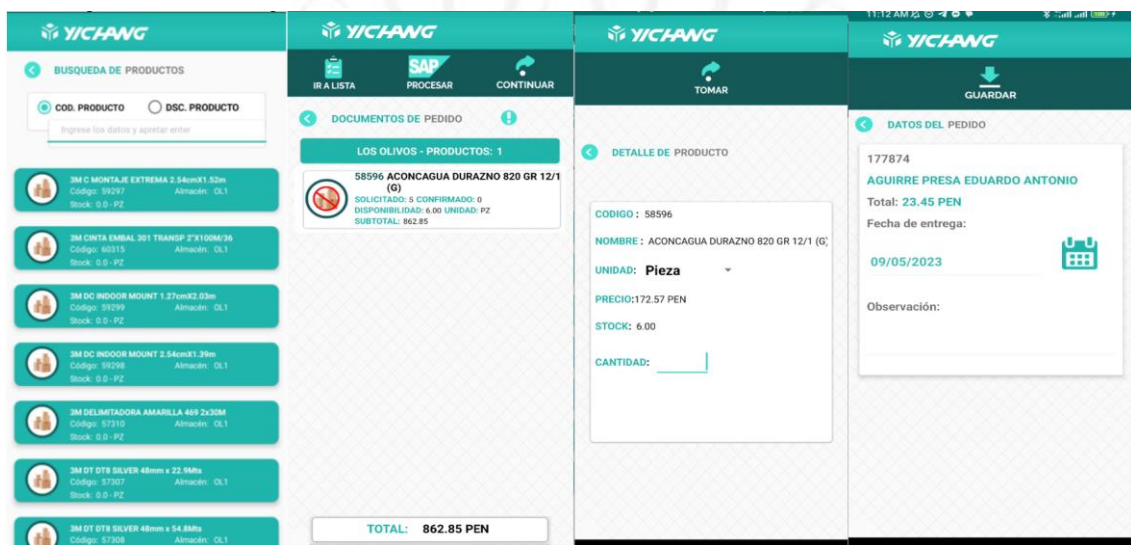 YICHANG
BUSQUEDA DE PRODUCTOS
COD. PRODUCTO DSC. PRODUCTO
Ingrese los datos y apretar enter
3M C MONTAJE EXTREMA 2.54cmX1.52m
Código: 59297 Almacén: OL1
Stock: 0.0 - PZ
3M CINTA EMBAL 301 TRANSP 2"X100M/36
Código: 60315 Almacén: OL1
Stock: 0.0 - PZ
3M DC INDOOR MOUNT 1.27cmX2.03m
Código: 59299 Almacén: OL1
Stock: 0.0 - PZ
3M DC INDOOR MOUNT 2.54cmX1.39m
Código: 59298 Almacén: OL1
Stock: 0.0 - PZ
3M DELIMITADORA AMARILLA 469 2x30M
Código: 57310 Almacén: OL1
Stock: 0.0 - PZ
3M DT DT8 SILVER 48mm x 22.9Mts
Código: 57307 Almacén: OL1
Stock: 0.0 - PZ
3M DT DT8 SILVER 48mm x 54.8Mts
Código: 57308 Almacén: OL1
YICHANG
IR A LISTA
SAP
PROCESAR
CONTINUAR
DOCUMENTOS DE PEDIDO
LOS OLIVOS - PRODUCTOS: 1
58596 ACONCAGUA DURAZNO 820 GR 12/1
(G)
SOLICITADO: 5 CONFIRMADO: 0
DISPONIBILIDAD: 6.00 UNIDAD: PZ
SUBTOTAL: 862.85
TOTAL: 862.85 PEN
YICHANG
TOMAR
DETALLE DE PRODUCTO
CODIGO : 58596
NOMBRE : ACONCAGUA DURAZNO 820 GR 12/1 (G)
UNIDAD: Pieza
PRECIO:172.57 PEN
STOCK: 6.00
CANTIDAD:
11:12 AM
YICHANG
GUARDAR
DATOS DEL PEDIDO
177874
AGUIRRE PRESA EDUARDO ANTONIO
Total: 23.45 PEN
Fecha de entrega:
09/05/2023
Observación: